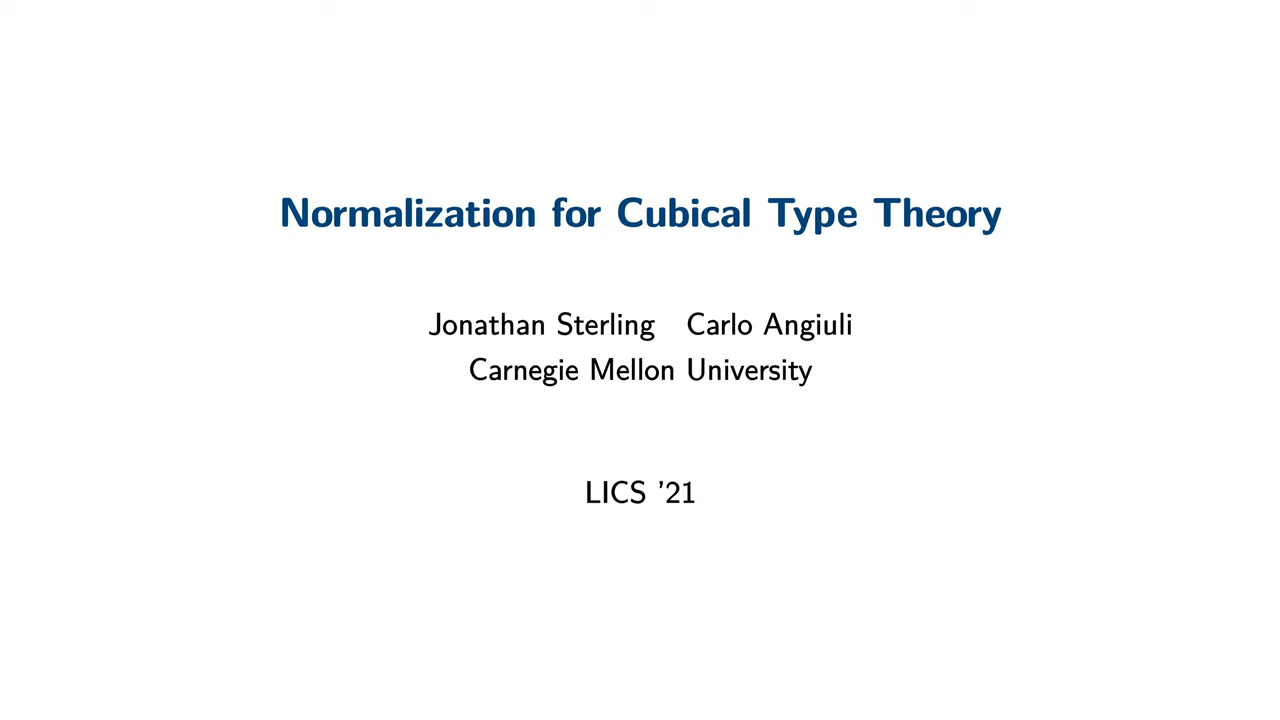 Normalization for Cubical Type Theory
Jonathan Sterling Carlo Angiuli
Carnegie Mellon University
LICS '21